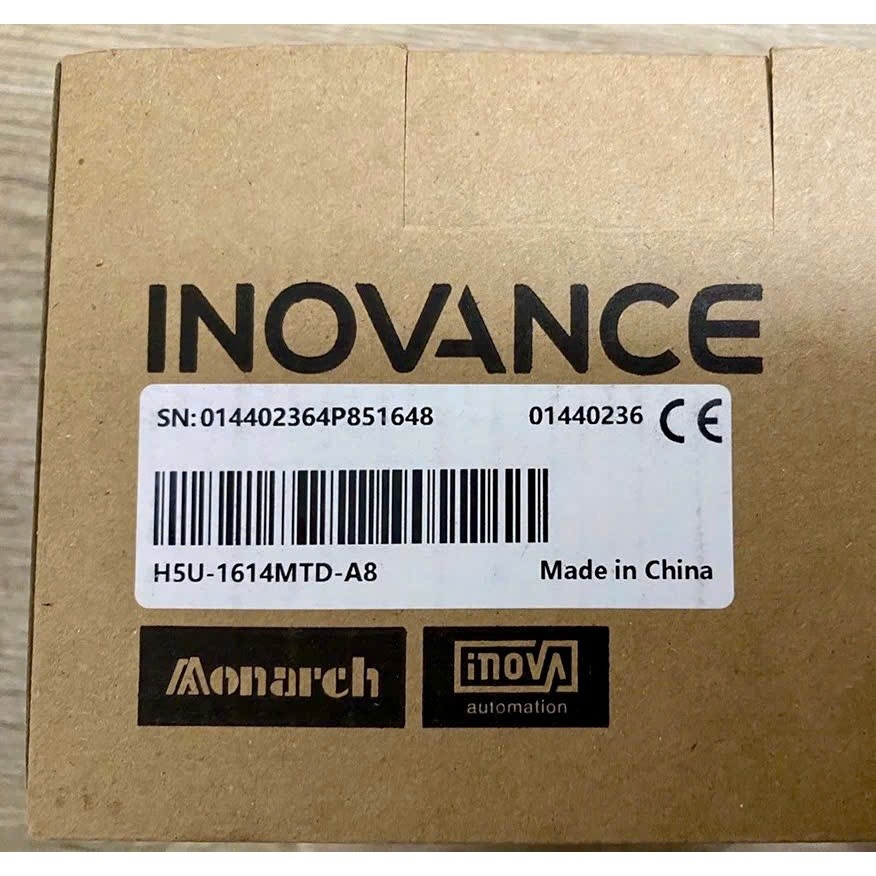 INOVANCE
SN: 014402364P851648 01440236 CE
H5U-1614MTD-A8 Made in China
Monarch inova
automation